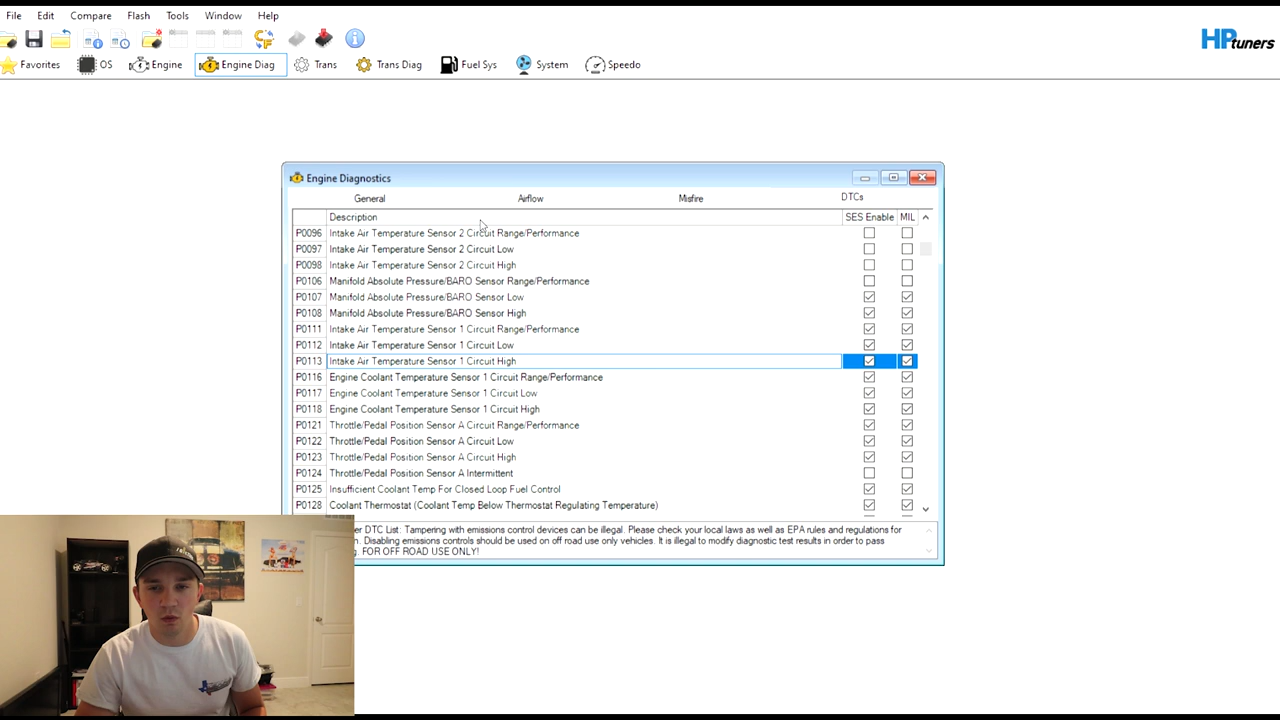 File Edit Compare Flash Tools Window Help
HPtuners
Favorites OS Engine Engine Diag Trans Trans Diag Fuel Sys System Speedo
Engine Diagnostics
General Airflow Misfire DTCs
Description SES Enable MIL
P0096 Intake Air Temperature Sensor 2 Circuit Range/Performance
P0097 Intake Air Temperature Sensor 2 Circuit Low
P0098 Intake Air Temperature Sensor 2 Circuit High
P0106 Manifold Absolute Pressure/BARO Sensor Range/Performance
P0107 Manifold Absolute Pressure/BARO Sensor Low
P0108 Manifold Absolute Pressure/BARO Sensor High
P0111 Intake Air Temperature Sensor 1 Circuit Range/Performance
P0112 Intake Air Temperature Sensor 1 Circuit Low
P0113 Intake Air Temperature Sensor 1 Circuit High
P0116 Engine Coolant Temperature Sensor 1 Circuit Range/Performance
P0117 Engine Coolant Temperature Sensor 1 Circuit Low
P0118 Engine Coolant Temperature Sensor 1 Circuit High
P0121 Throttle/Pedal Position Sensor A Circuit Range/Performance
P0122 Throttle/Pedal Position Sensor A Circuit Low
P0123 Throttle/Pedal Position Sensor A Circuit High
P0124 Throttle/Pedal Position Sensor A Intermittent
P0125 Insufficient Coolant Temp For Closed Loop Fuel Control
P0128 Coolant Thermostat (Coolant Temp Below Thermostat Regulating Temperature)
er DTC List: Tampering with emissions control devices can be illegal. Please check your local laws as well as EPA rules and regulations for
Disabling emissions controls should be used on off road use only vehicles. It is illegal to modify diagnostic test results in order to pass
FOR OFF ROAD USE ONLY!